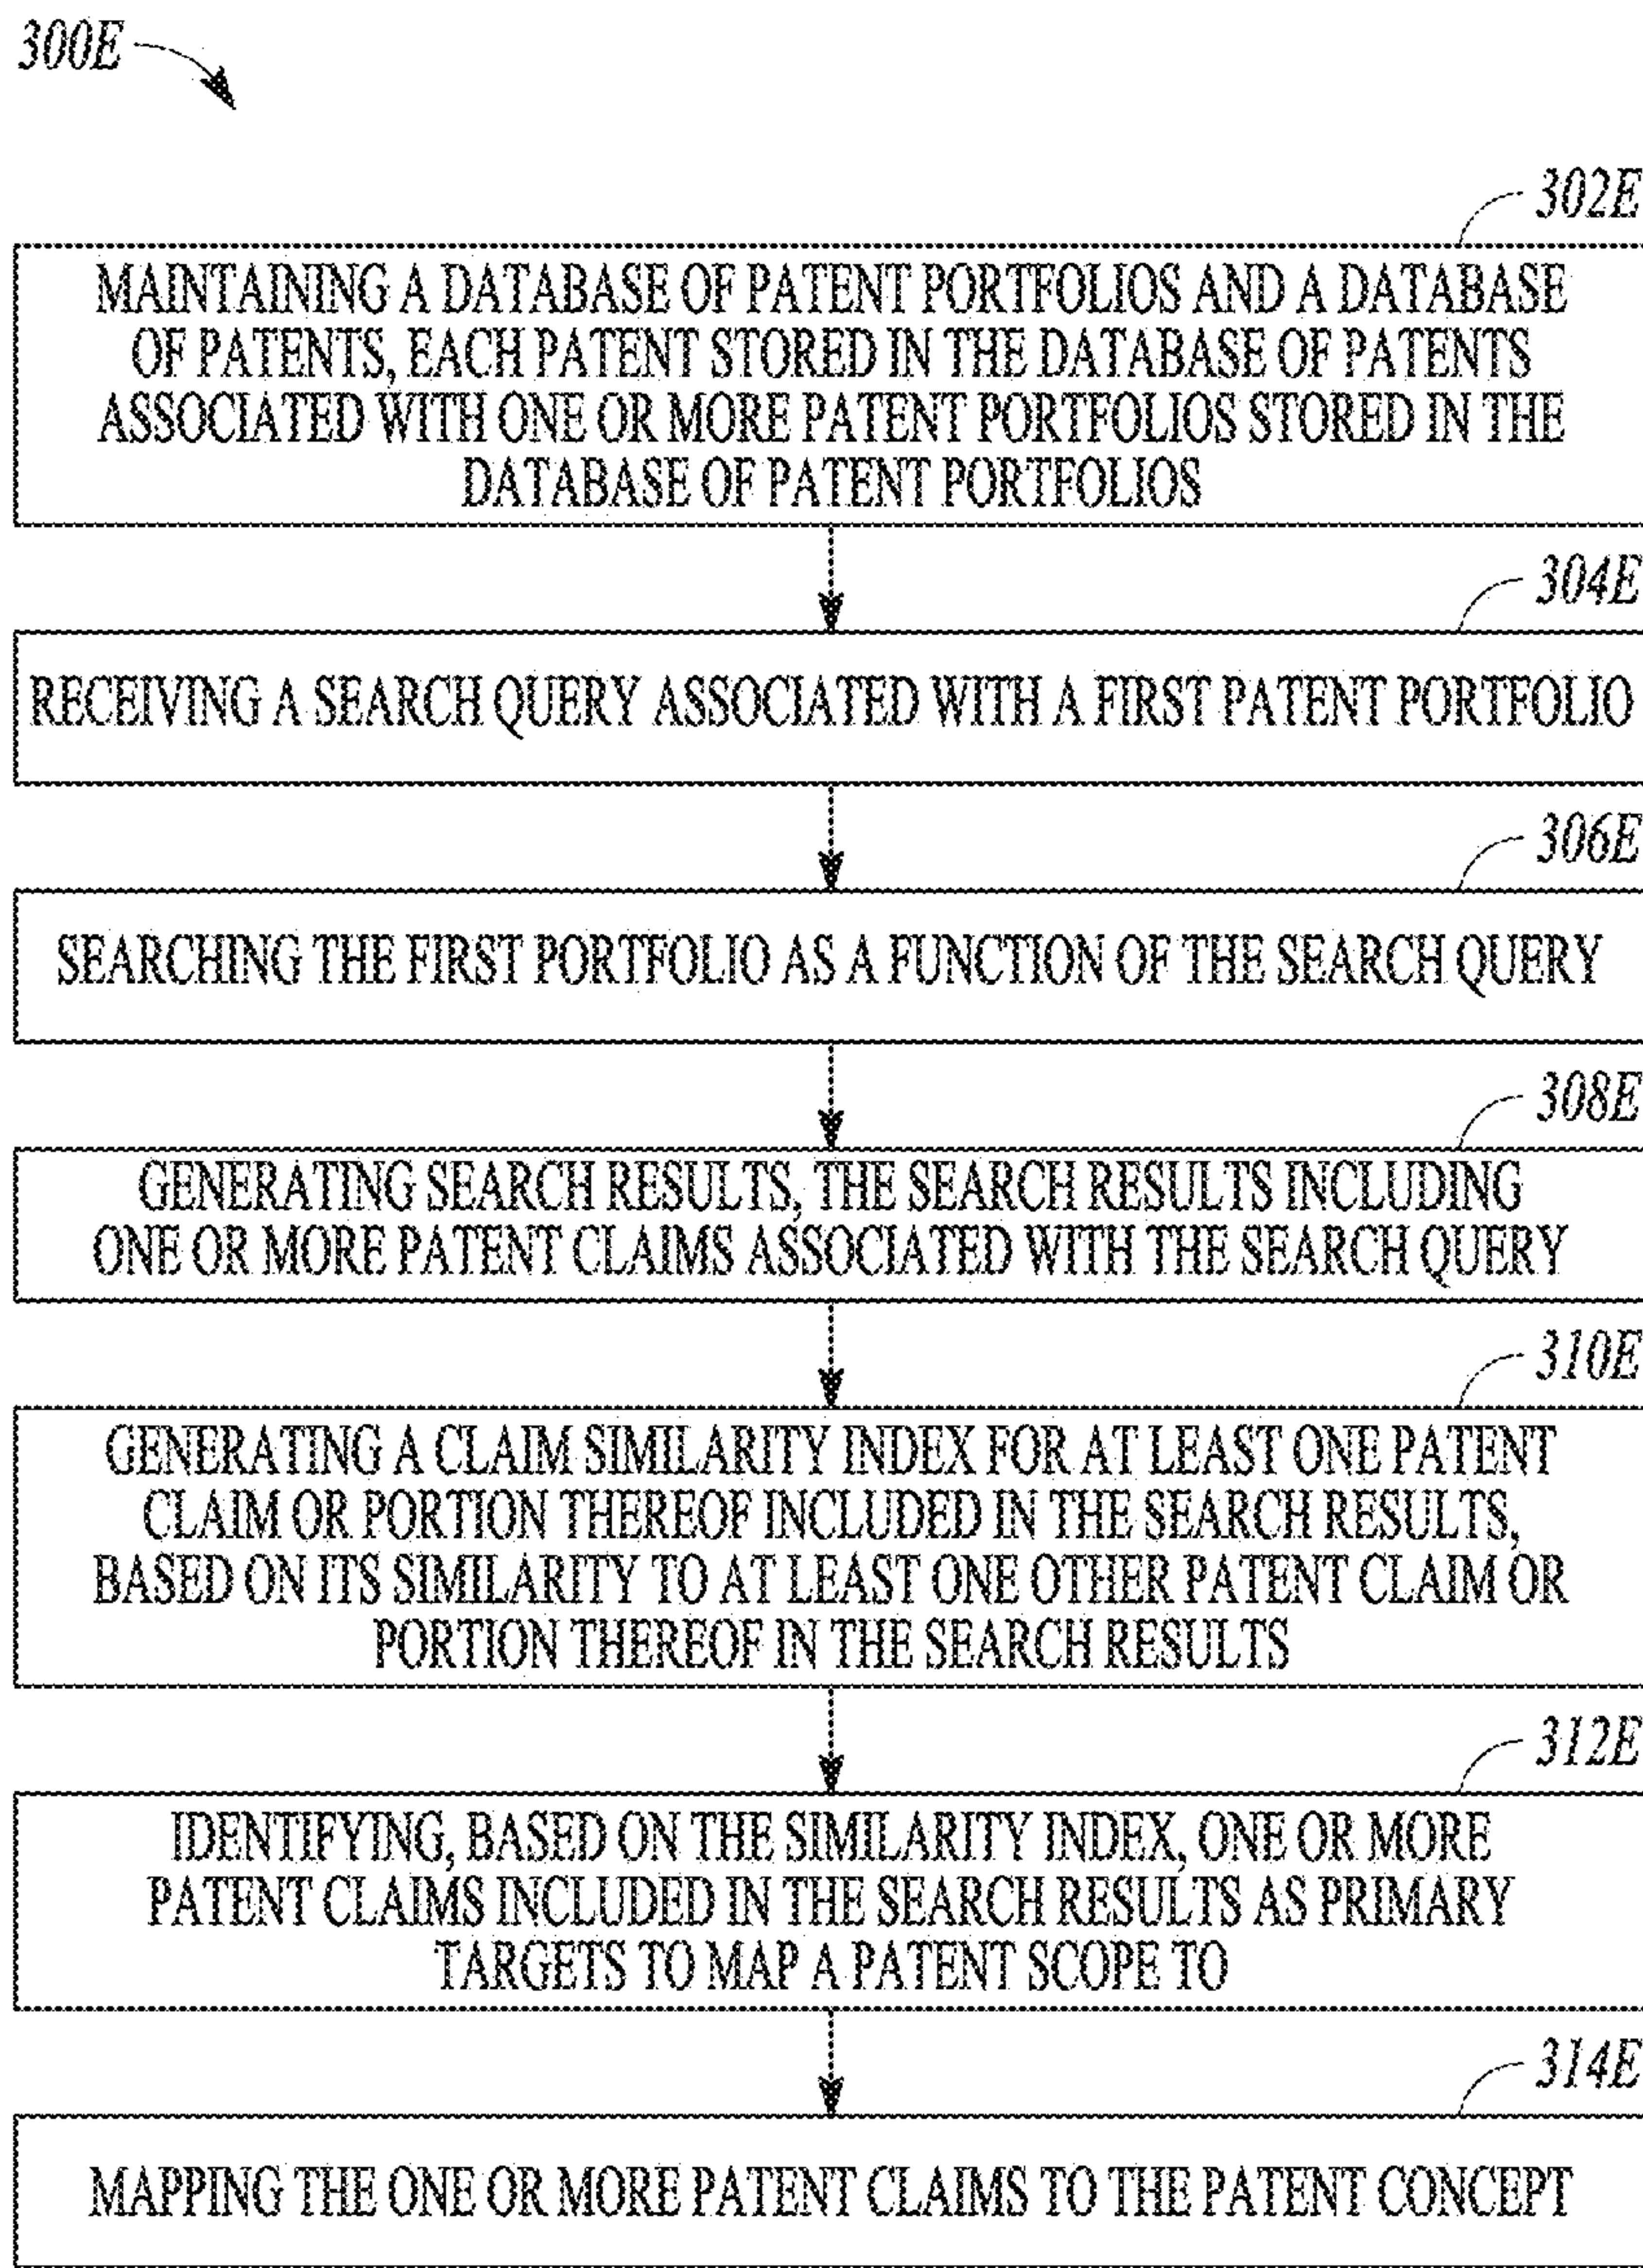 300E
302E
MAINTAINING A DATABASE OF PATENT PORTFOLIOS AND A DATABASE
OF PATENTS, EACH PATENT STORED IN THE DATABASE OF PATENTS
ASSOCIATED WITH ONE OR MORE PATENT PORTFOLIOS STORED IN THE
DATABASE OF PATENT PORTFOLIOS
304E
RECEIVING A SEARCH QUERY ASSOCIATED WITH A FIRST PATENT PORTFOLIO
306E
SEARCHING THE FIRST PORTFOLIO AS A FUNCTION OF THE SEARCH QUERY
308E
GENERATING SEARCH RESULTS, THE SEARCH RESULTS INCLUDING
ONE OR MORE PATENT CLAIMS ASSOCIATED WITH THE SEARCH QUERY
310E
GENERATING A CLAIM SIMILARITY INDEX FOR AT LEAST ONE PATENT
CLAIM OR PORTION THEREOF INCLUDED IN THE SEARCH RESULTS,
BASED ON ITS SIMILARITY TO AT LEAST ONE OTHER PATENT CLAIM OR
PORTION THEREOF IN THE SEARCH RESULTS
312E
IDENTIFYING, BASED ON THE SIMILARITY INDEX, ONE OR MORE
PATENT CLAIMS INCLUDED IN THE SEARCH RESULTS AS PRIMARY
TARGETS TO MAP A PATENT SCOPE TO
314E
MAPPING THE ONE OR MORE PATENT CLAIMS TO THE PATENT CONCEPT